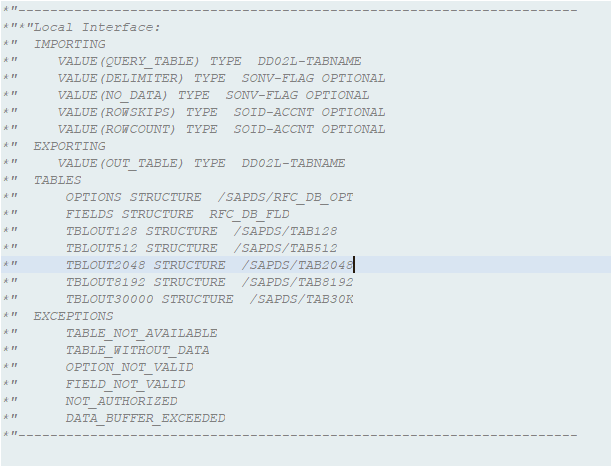 *"----------------------------------------------------------------------
*"*"Local Interface:
*"  IMPORTING
*"     VALUE(QUERY_TABLE) TYPE  DD02L-TABNAME
*"     VALUE(DELIMITER) TYPE  SONV-FLAG OPTIONAL
*"     VALUE(NO_DATA) TYPE  SONV-FLAG OPTIONAL
*"     VALUE(ROWSKIPS) TYPE  SOID-ACCNT OPTIONAL
*"     VALUE(ROWCOUNT) TYPE  SOID-ACCNT OPTIONAL
*"  EXPORTING
*"     VALUE(OUT_TABLE) TYPE  DD02L-TABNAME
*"  TABLES
*"      OPTIONS STRUCTURE  /SAPDS/RFC_DB_OPT
*"      FIELDS STRUCTURE  RFC_DB_FLD
*"      TBLOUT128 STRUCTURE  /SAPDS/TAB128
*"      TBLOUT512 STRUCTURE  /SAPDS/TAB512
*"      TBLOUT2048 STRUCTURE  /SAPDS/TAB2048
*"      TBLOUT8192 STRUCTURE  /SAPDS/TAB8192
*"      TBLOUT30000 STRUCTURE  /SAPDS/TAB30K
*"  EXCEPTIONS
*"      TABLE_NOT_AVAILABLE
*"      TABLE_WITHOUT_DATA
*"      OPTION_NOT_VALID
*"      FIELD_NOT_VALID
*"      NOT_AUTHORIZED
*"      DATA_BUFFER_EXCEEDED
*"----------------------------------------------------------------------